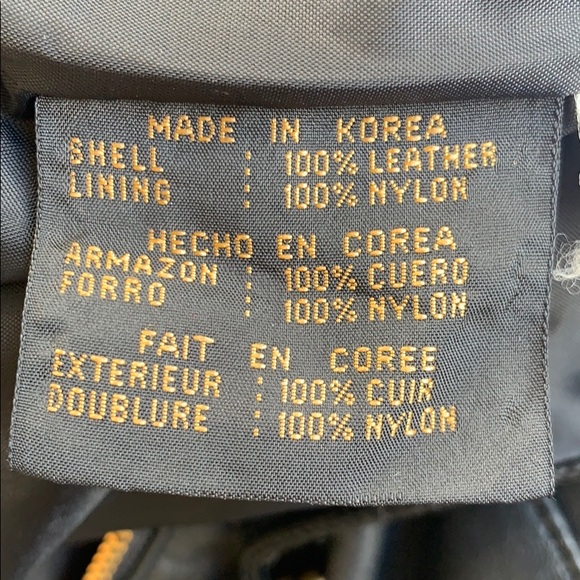 MADE IN KOREA
SHELL : 100% LEATHER
LINING : 100% NYLON
HECHO EN COREA
ARMAZON : 100% CUERO
FORRO : 100% NYLON
FAIT EN COREE
EXTERIEUR : 100% CUIR
DOUBLURE : 100% NYLON